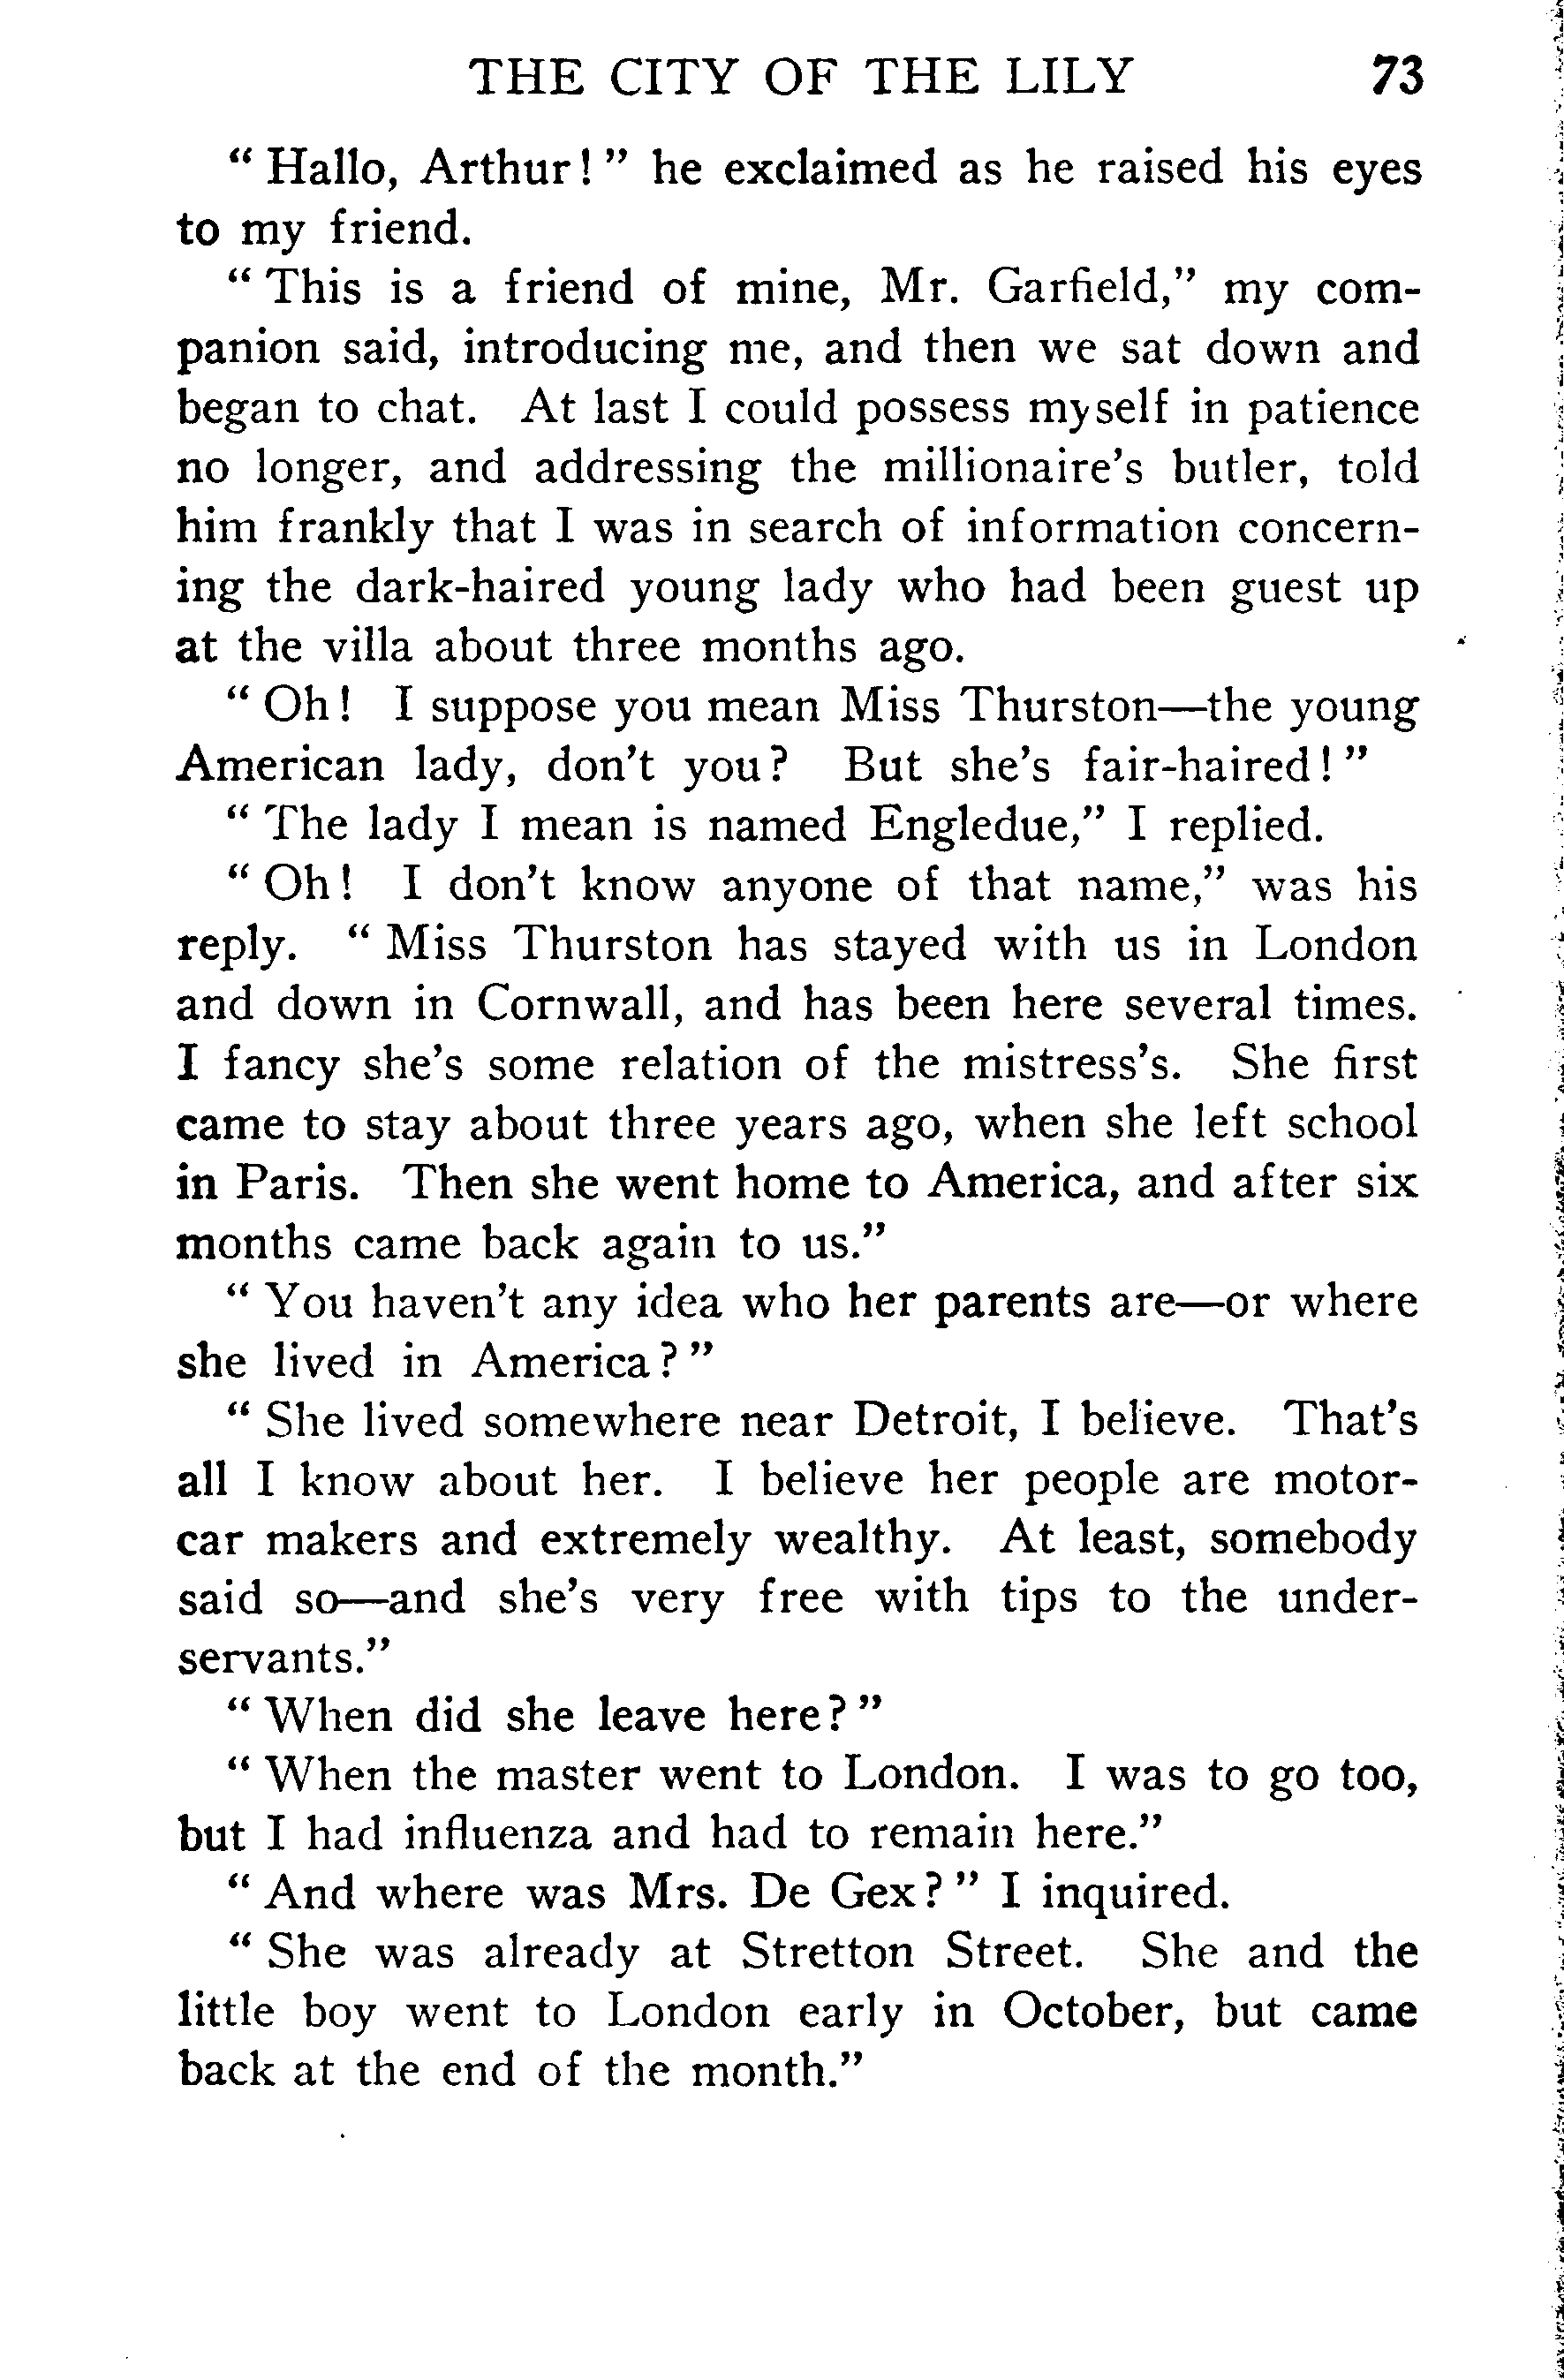 THE CITY OF THE LILY 73
“ Hallo, Arthur! ” he exclaimed as he raised his eyes
to my friend.
“ This is a friend of mine, Mr. Garfield,” my com-
panion said, introducing me, and then we sat down and
began to chat. At last I could possess myself in patience
no longer, and addressing the millionaire's butler, told
him frankly that I was in search of information concern-
ing the dark-haired young lady who had been guest up
at the villa about three months ago.
“ Oh! I suppose you mean Miss Thurston—the young
American lady, don't you? But she's fair-haired! ”
“ The lady I mean is named Engledue,” I replied.
“ Oh! I don't know anyone of that name,” was his
reply. “ Miss Thurston has stayed with us in London
and down in Cornwall, and has been here several times.
I fancy she's some relation of the mistress's. She first
came to stay about three years ago, when she left school
in Paris. Then she went home to America, and after six
months came back again to us.”
“ You haven't any idea who her parents are—or where
she lived in America? ”
“ She lived somewhere near Detroit, I believe. That's
all I know about her. I believe her people are motor-
car makers and extremely wealthy. At least, somebody
said so—and she's very free with tips to the under-
servants.”
“ When did she leave here? ”
“ When the master went to London. I was to go too,
but I had influenza and had to remain here.”
“ And where was Mrs. De Gex? ” I inquired.
“ She was already at Stretton Street. She and the
little boy went to London early in October, but came
back at the end of the month.”